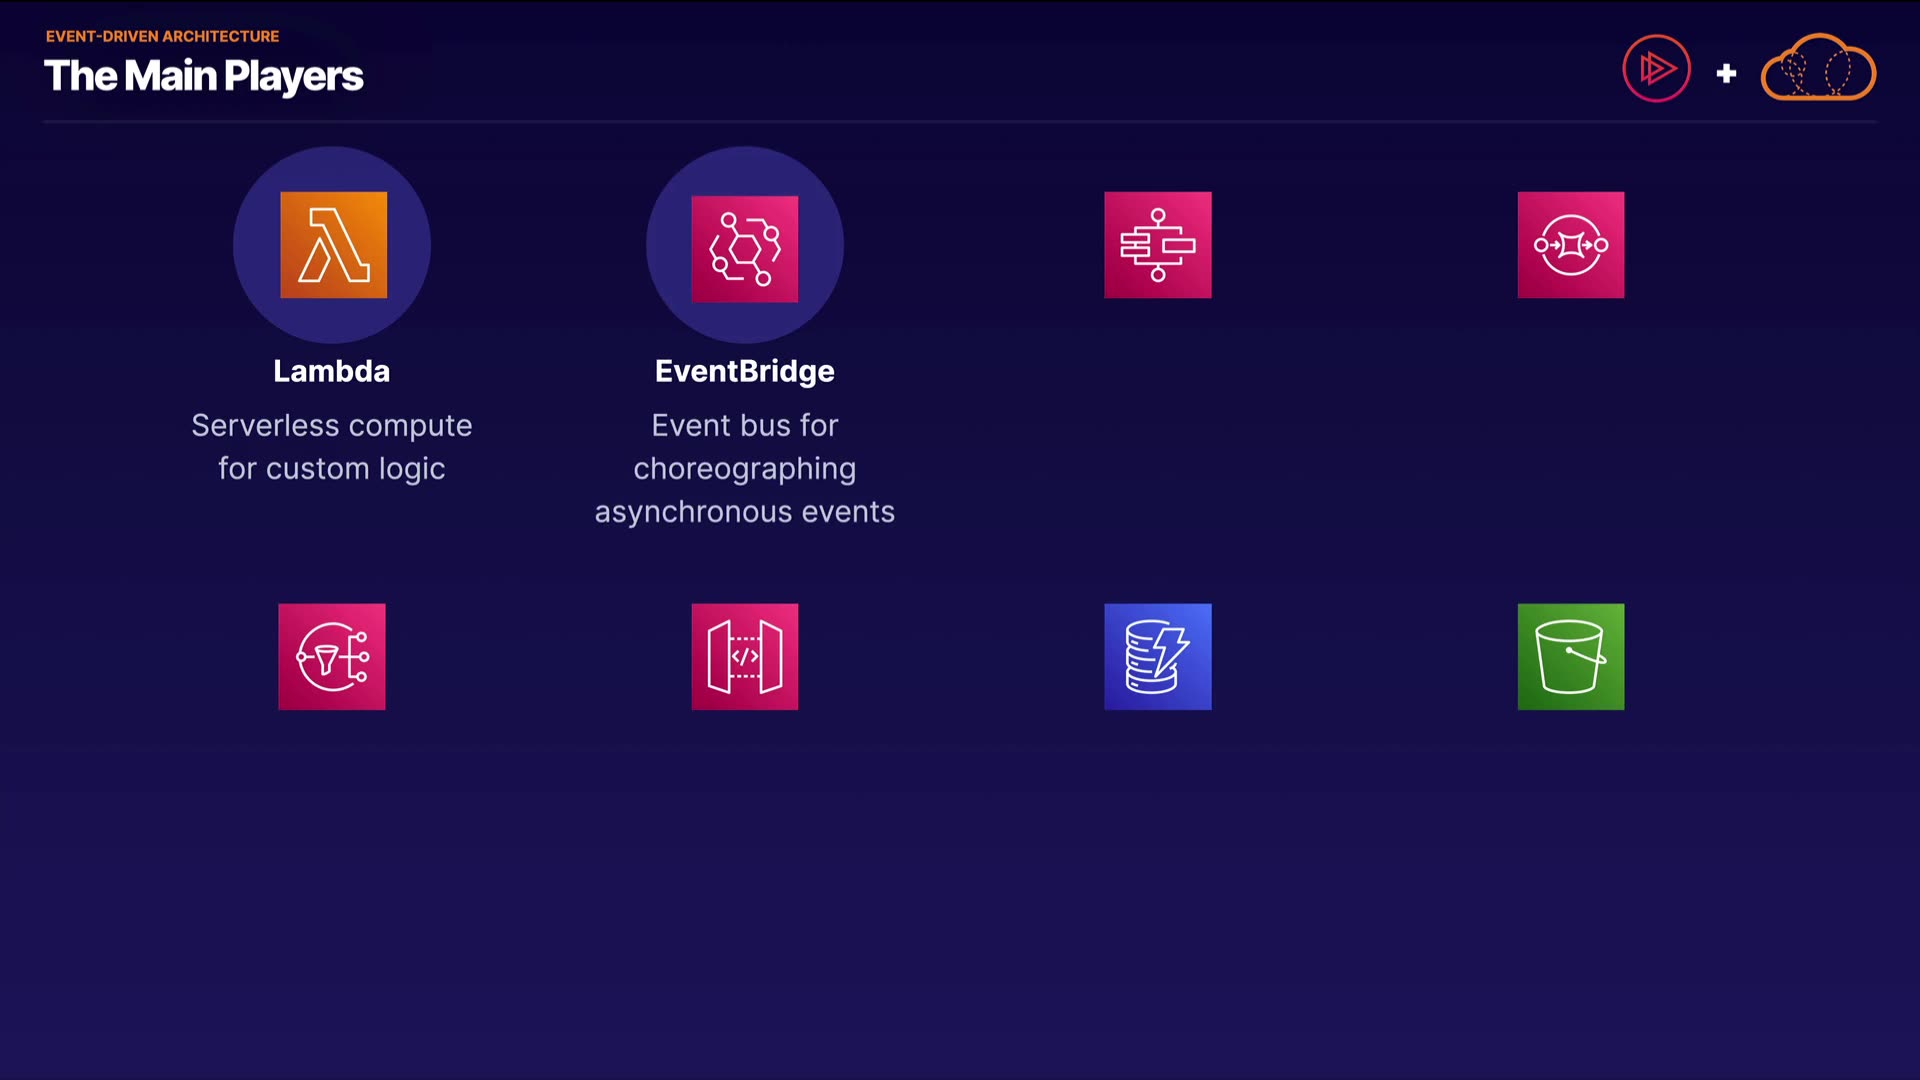 EVENT-DRIVEN ARCHITECTURE
The Main Players
Lambda
Serverless compute
for custom logic
EventBridge
Event bus for
choreographing
asynchronous events